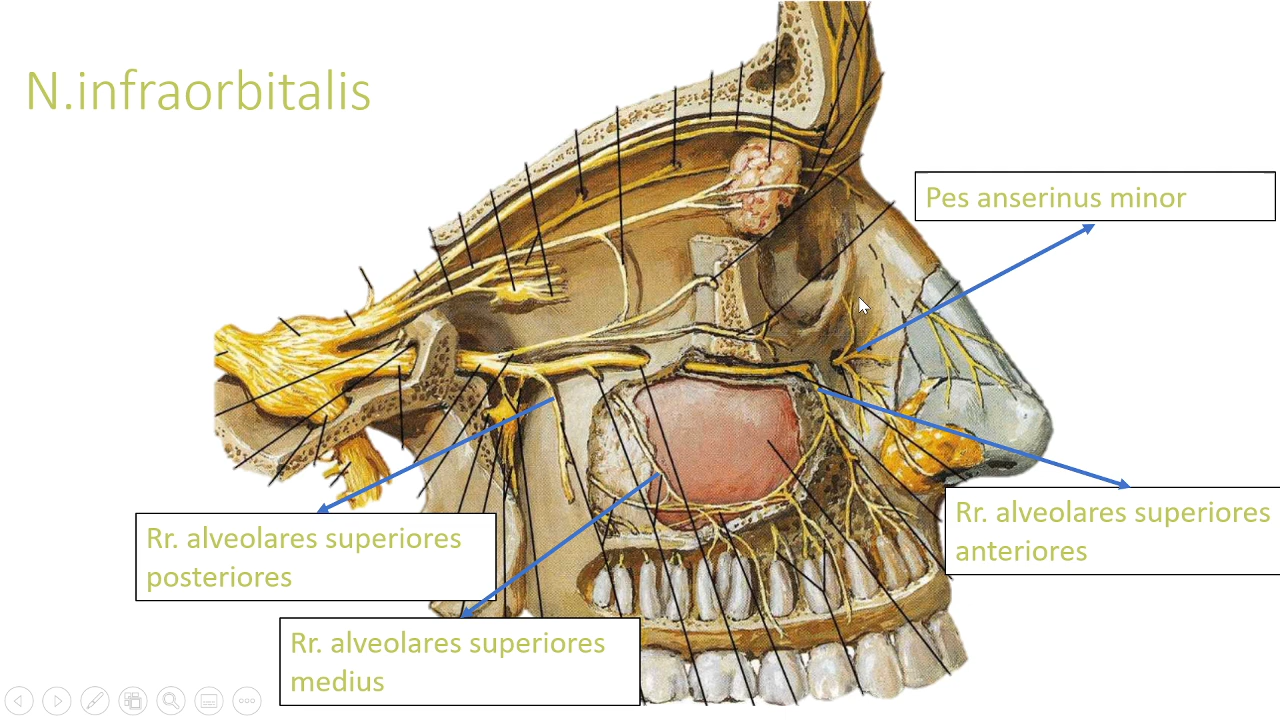 N.infraorbitalis
Pes anserinus minor
Rr. alveolares superiores
anteriores
Rr. alveolares superiores
posteriores
Rr. alveolares superiores
medius